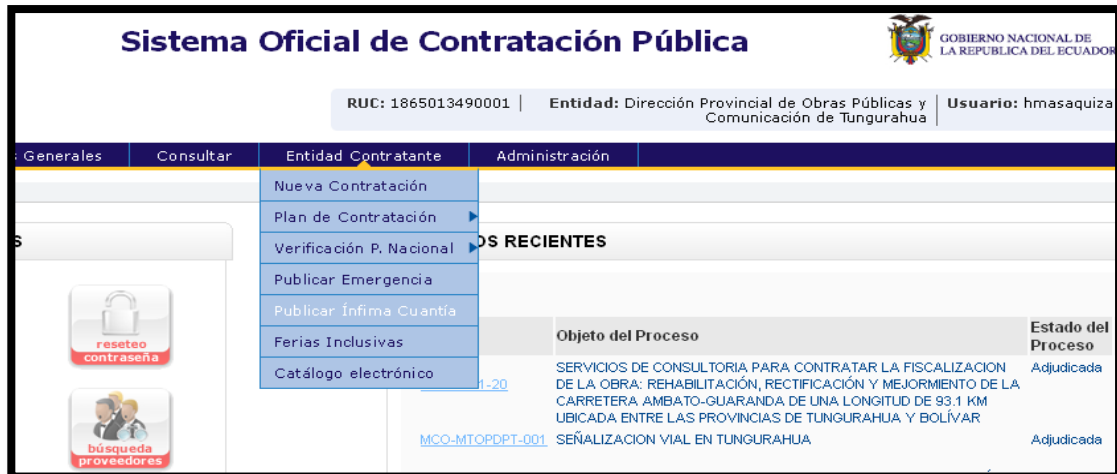 Sistema Oficial de Contratación Pública
GOBIERNO NACIONAL DE
LA REPUBLICA DEL ECUADOR
RUC: 1865013490001
Entidad: Dirección Provincial de Obras Públicas y
Comunicación de Tungurahua
Usuario: hmasaquiza
Generales
Consultar
Entidad Contratante
Administración
Nueva Contratación
Plan de Contratación
Verificación P. Nacional
Publicar Emergencia
Publicar Ínfima Cuantía
Ferias Inclusivas
Catálogo electrónico
S
reseteo
contraseña
búsqueda
proveedores
OS RECIENTES
Objeto del Proceso
Estado del
Proceso
1-20
SERVICIOS DE CONSULTORIA PARA CONTRATAR LA FISCALIZACION
DE LA OBRA: REHABILITACIÓN, RECTIFICACIÓN Y MEJORMIENTO DE LA
CARRETERA AMBATO-GUARANDA DE UNA LONGITUD DE 93.1 KM
UBICADA ENTRE LAS PROVINCIAS DE TUNGURAHUA Y BOLÍVAR
Adjudicada
MCO-MTOPDPT-001
SEÑALIZACION VIAL EN TUNGURAHUA
Adjudicada